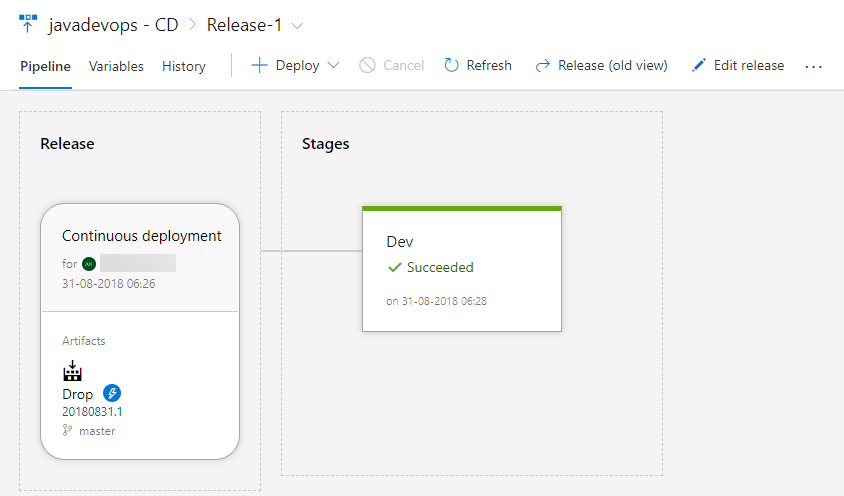 javadevops - CD > Release-1
Pipeline Variables History Deploy Cancel Refresh Release (old view) Edit release ...
Release
Continuous deployment
for
31-08-2018 06:26
Artifacts
Drop
20180831.1
master
Stages
Dev
Succeeded
on 31-08-2018 06:28